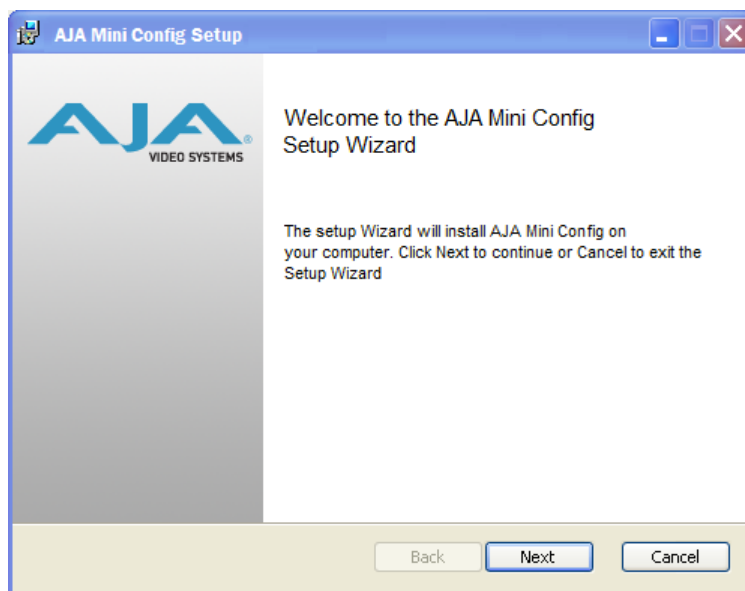 AJA Mini Config Setup
AJA®
VIDEO SYSTEMS
Welcome to the AJA Mini Config
Setup Wizard
The setup Wizard will install AJA Mini Config on
your computer. Click Next to continue or Cancel to exit the
Setup Wizard
Back
Next
Cancel